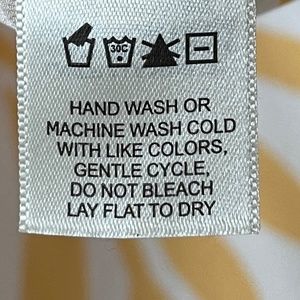 30C
HAND WASH OR
MACHINE WASH COLD
WITH LIKE COLORS,
GENTLE CYCLE,
DO NOT BLEACH
LAY FLAT TO DRY